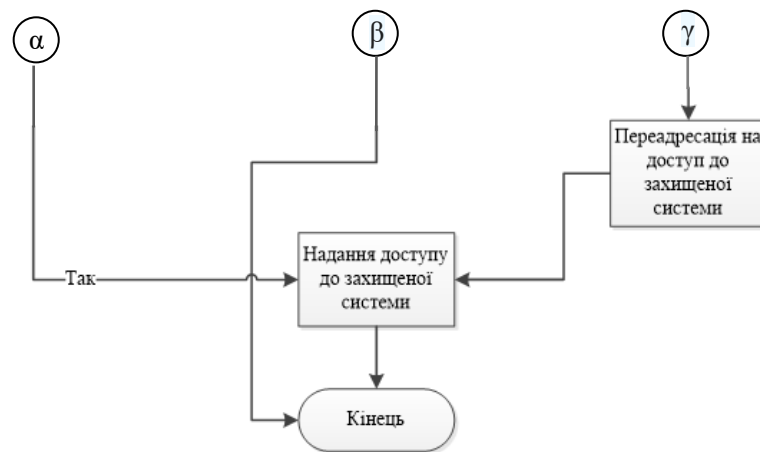 α
β
γ
Переадресація на
доступ до
захищеної
системи
Надання доступу
до захищеної
системи
Так
Кінець